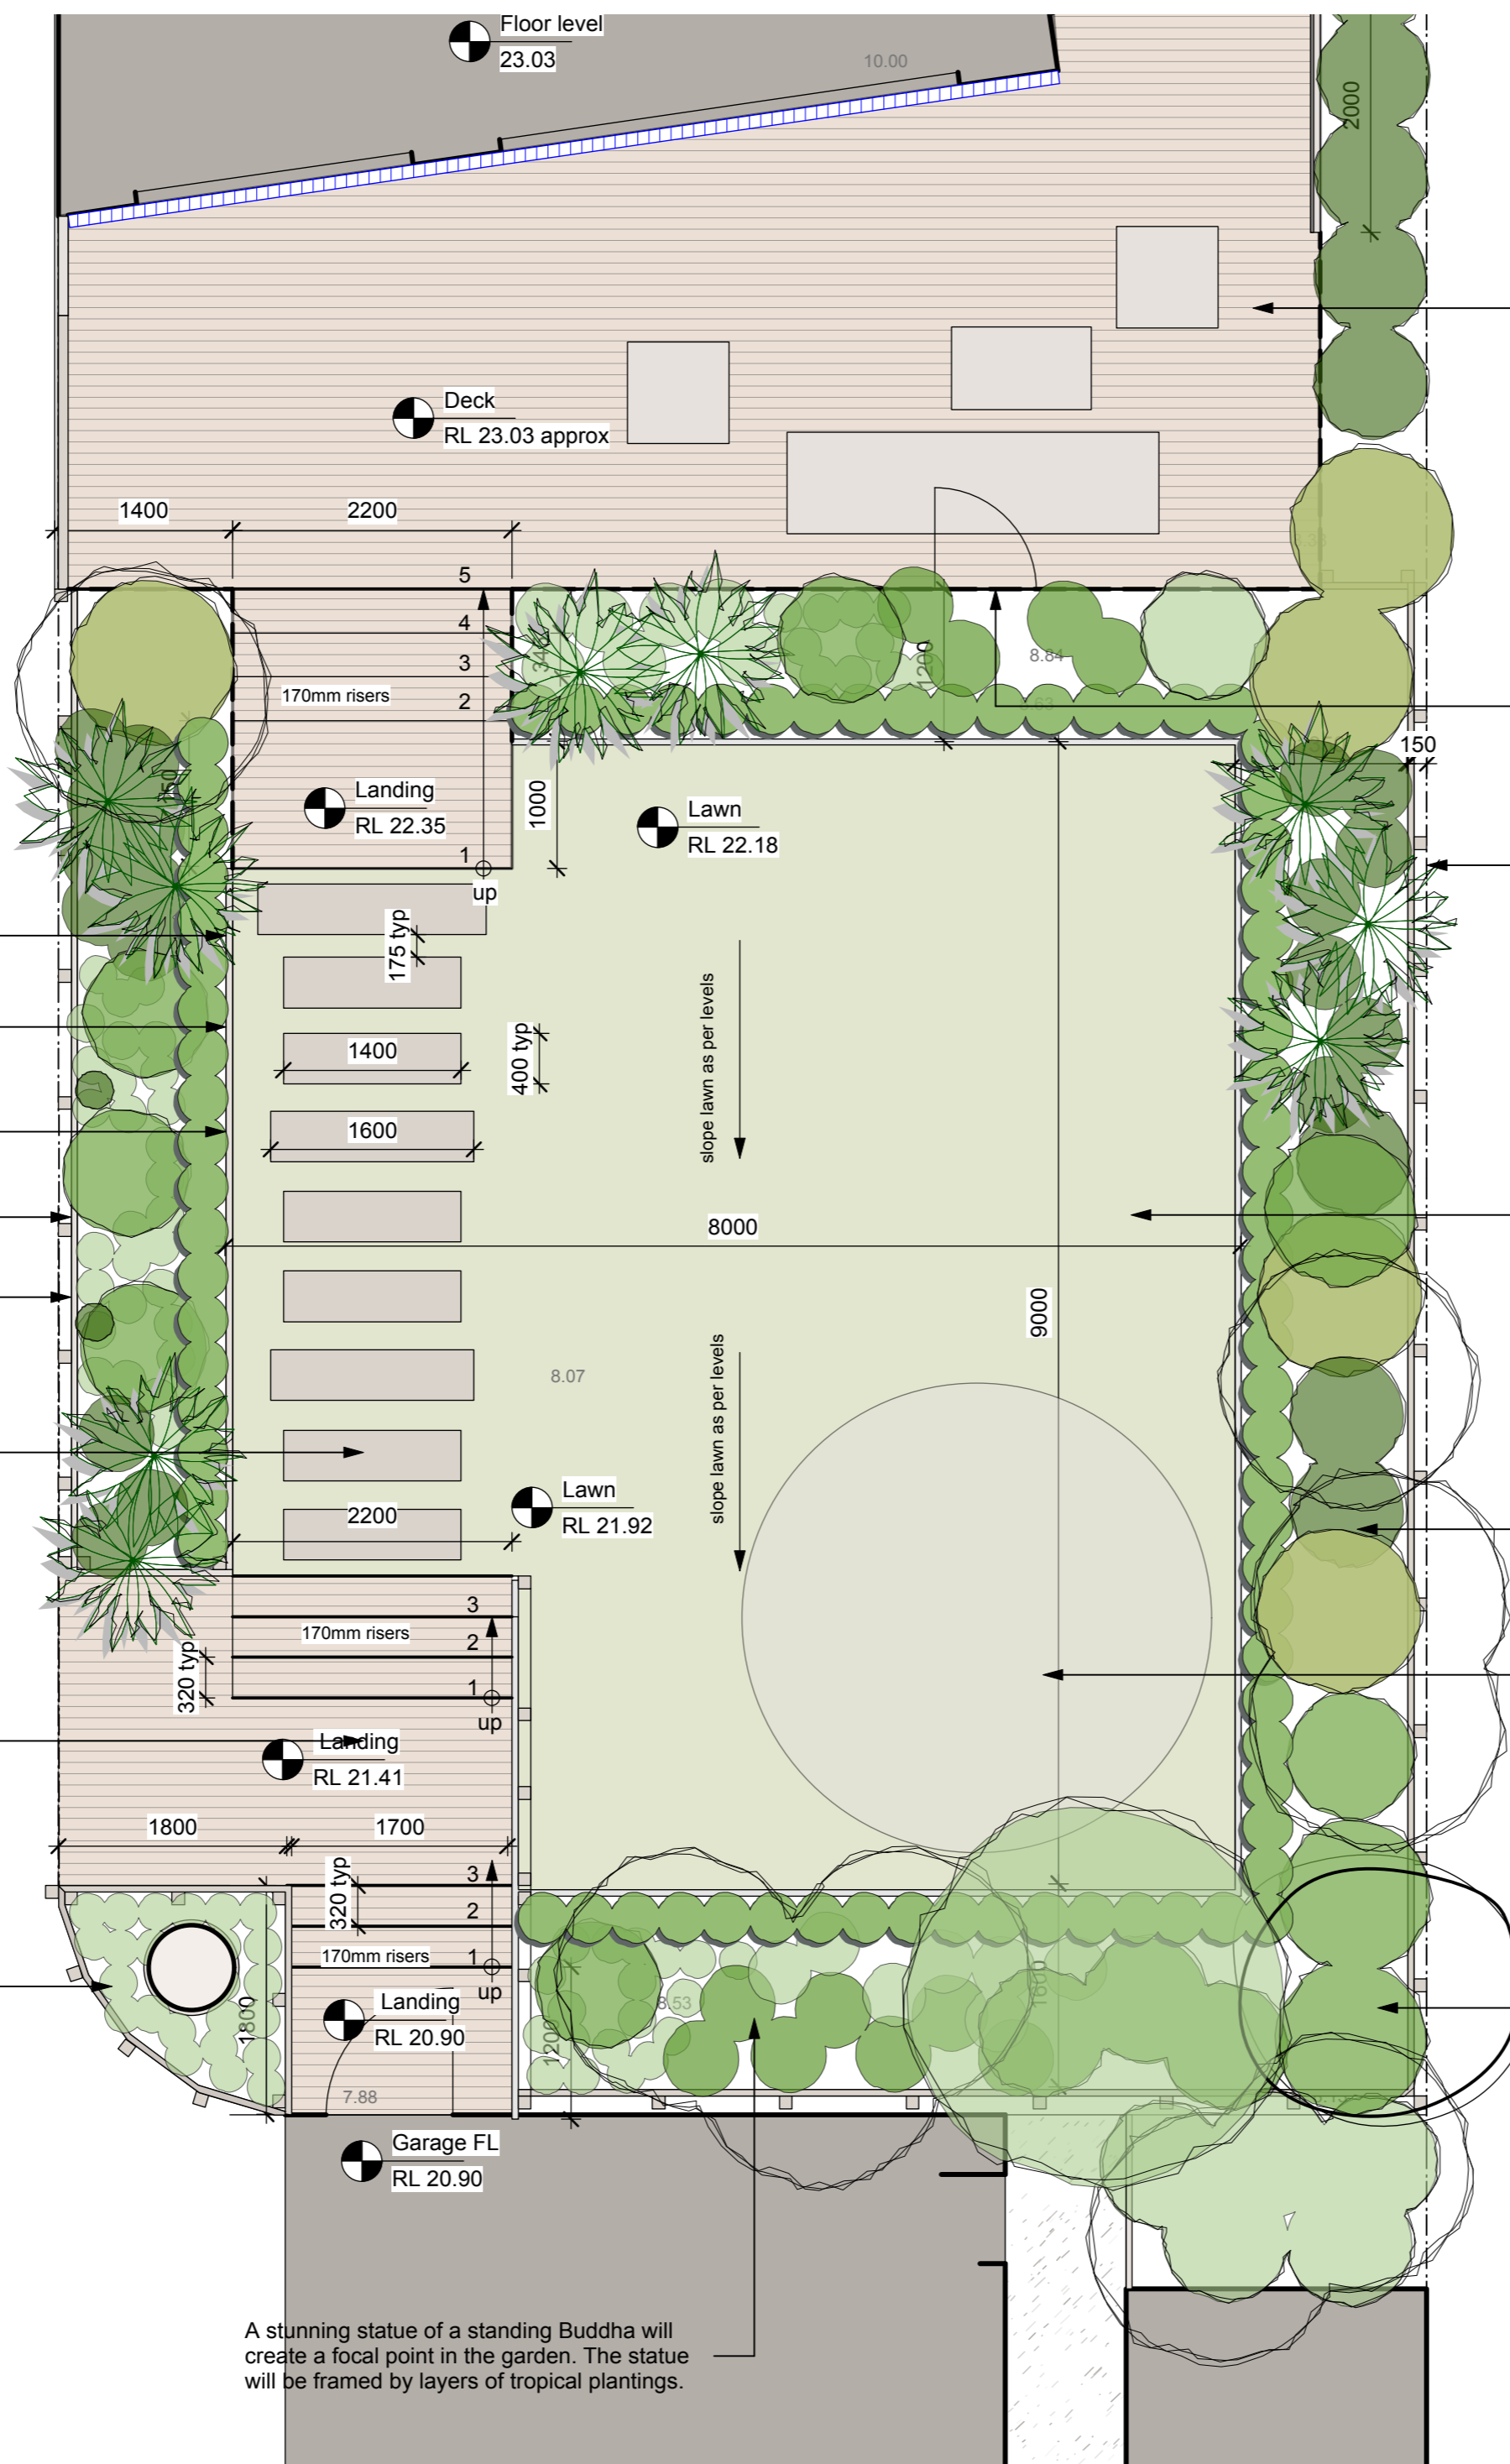 Floor level
23.03
10.00
2000
Deck
RL 23.03 approx
1400
2200
5
4
3
170mm risers
2
1200
8.84
8.63
150
Landing
RL 22.35
1000
Lawn
RL 22.18
1
up
175 typ
1400
400 typ
1600
slope lawn as per levels
8000
9000
8.07
slope lawn as per levels
Lawn
RL 21.92
2200
3
170mm risers
2
320 typ
1
up
Landing
RL 21.41
1800
1700
3
320 typ
2
170mm risers
1
up
Landing
RL 20.90
1800
1200
8.53
7.88
Garage FL
RL 20.90
A stunning statue of a standing Buddha will
create a focal point in the garden. The statue
will be framed by layers of tropical plantings.